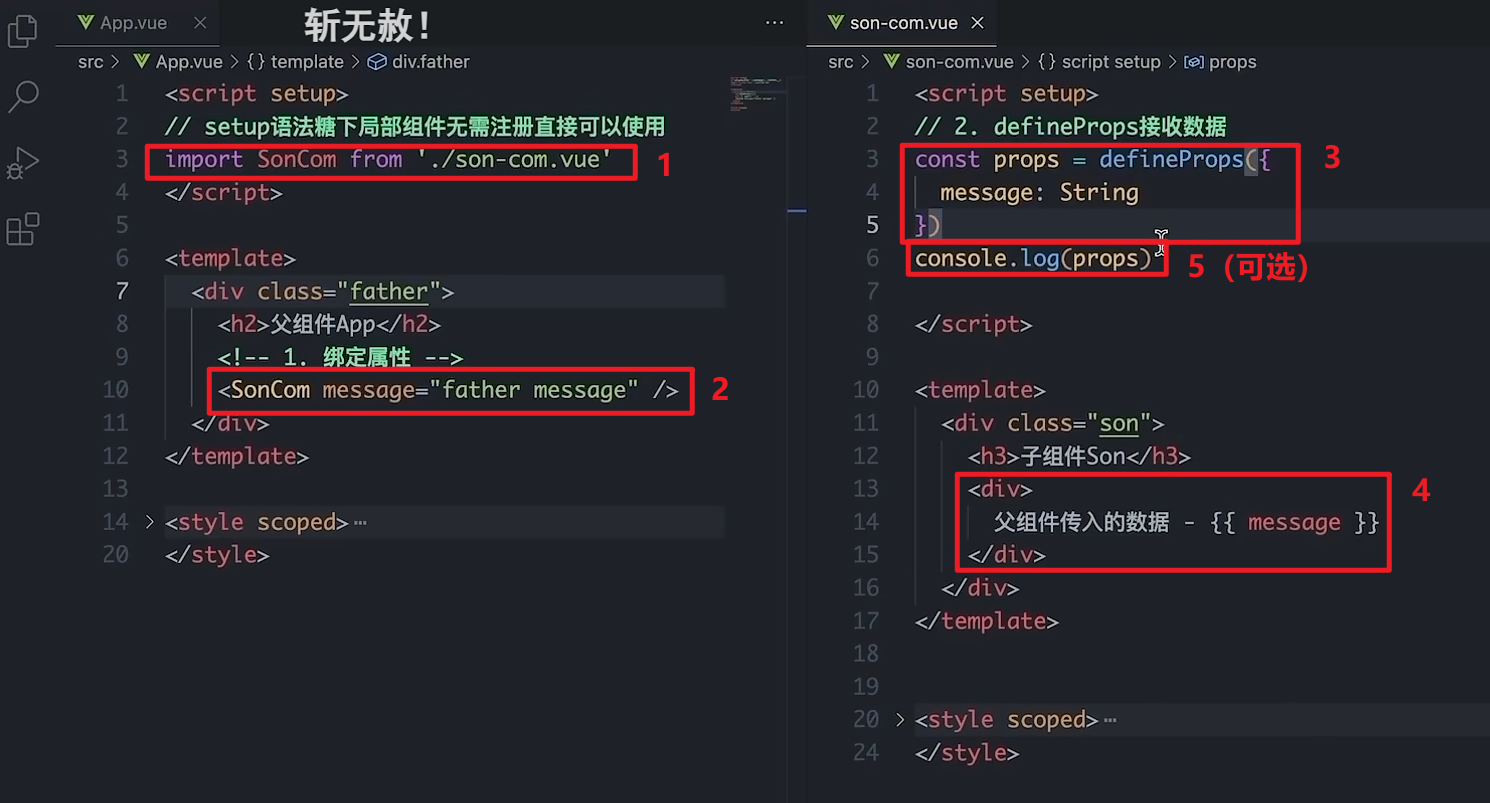 App.vue
斩无赦！
...
src > App.vue > {} template > div.father
1 <script setup>
2 // setup语法糖下局部组件无需注册直接可以使用
3 import SonCom from './son-com.vue'
1
4 </script>
5
6 <template>
7 <div class="father">
8 <h2>父组件App</h2>
9 <!-- 1. 绑定属性 -->
10 <SonCom message="father message" />
2
11 </div>
12 </template>
13
14 > <style scoped> ...
20 </style>
son-com.vue
src > son-com.vue > {} script setup > props
1 <script setup>
2 // 2. defineProps接收数据
3 const props = defineProps({
3
4 message: String
5 })
6 console.log(props)
5（可选）
7
8 </script>
9
10 <template>
11 <div class="son">
12 <h3>子组件Son</h3>
13 <div>
4
14 父组件传入的数据 - {{ message }}
15 </div>
16 </div>
17 </template>
18
19
20 > <style scoped> ...
24 </style>